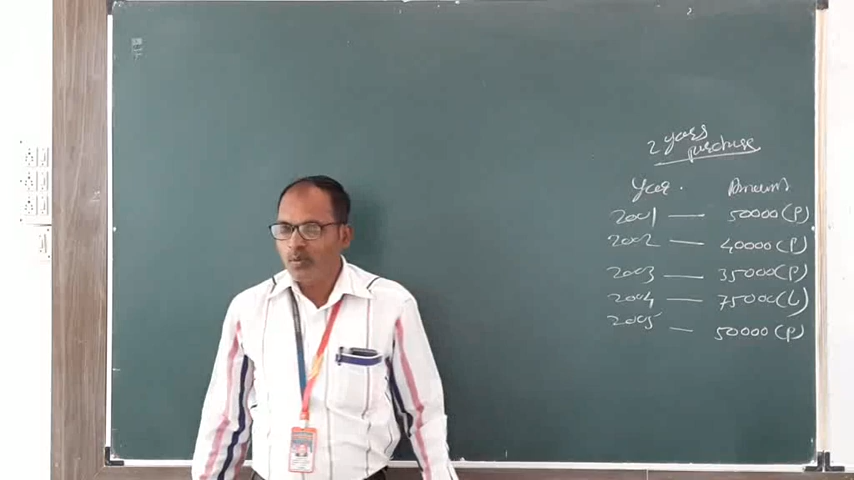 2 years
purchase
Year. Amount
2001 — 50000(P)
2002 — 40000(P)
2003 — 35000(P)
2004 — 75000(L)
2005 — 50000(P)